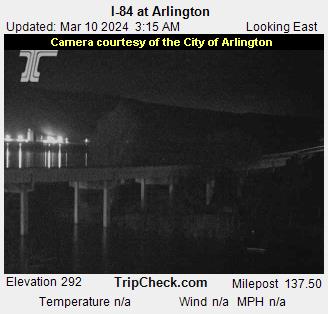 I-84 at Arlington
Updated: Mar 10 2024 3:15 AM Looking East
Camera courtesy of the City of Arlington
Elevation 292 TripCheck.com Milepost 137.50
Temperature n/a Wind n/a MPH n/a